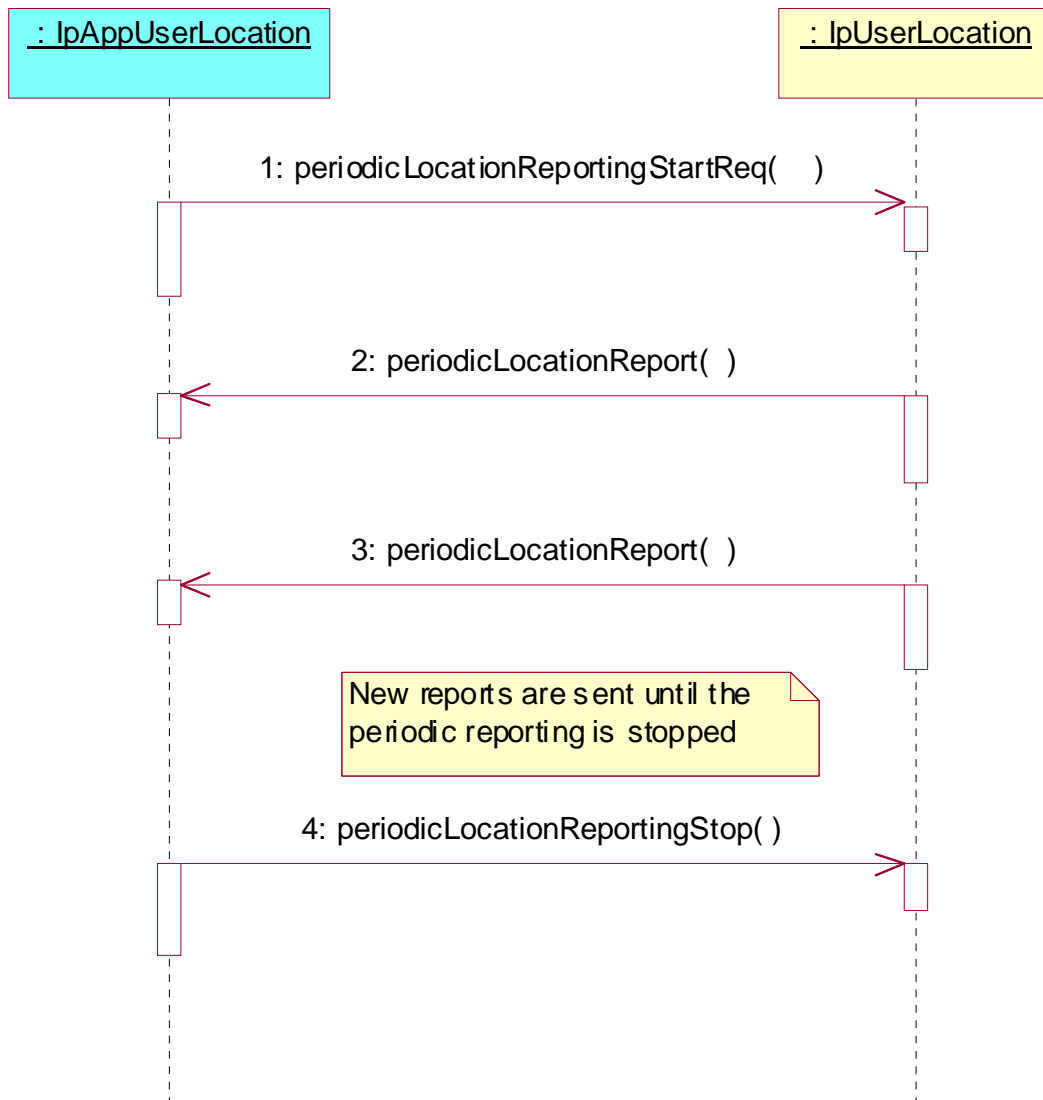 : IpAppUserLocation
: IpUserLocation
1: periodicLocationReportingStartReq( )
2: periodicLocationReport( )
3: periodicLocationReport( )
New reports are sent until the
periodic reporting is stopped
4: periodicLocationReportingStop( )